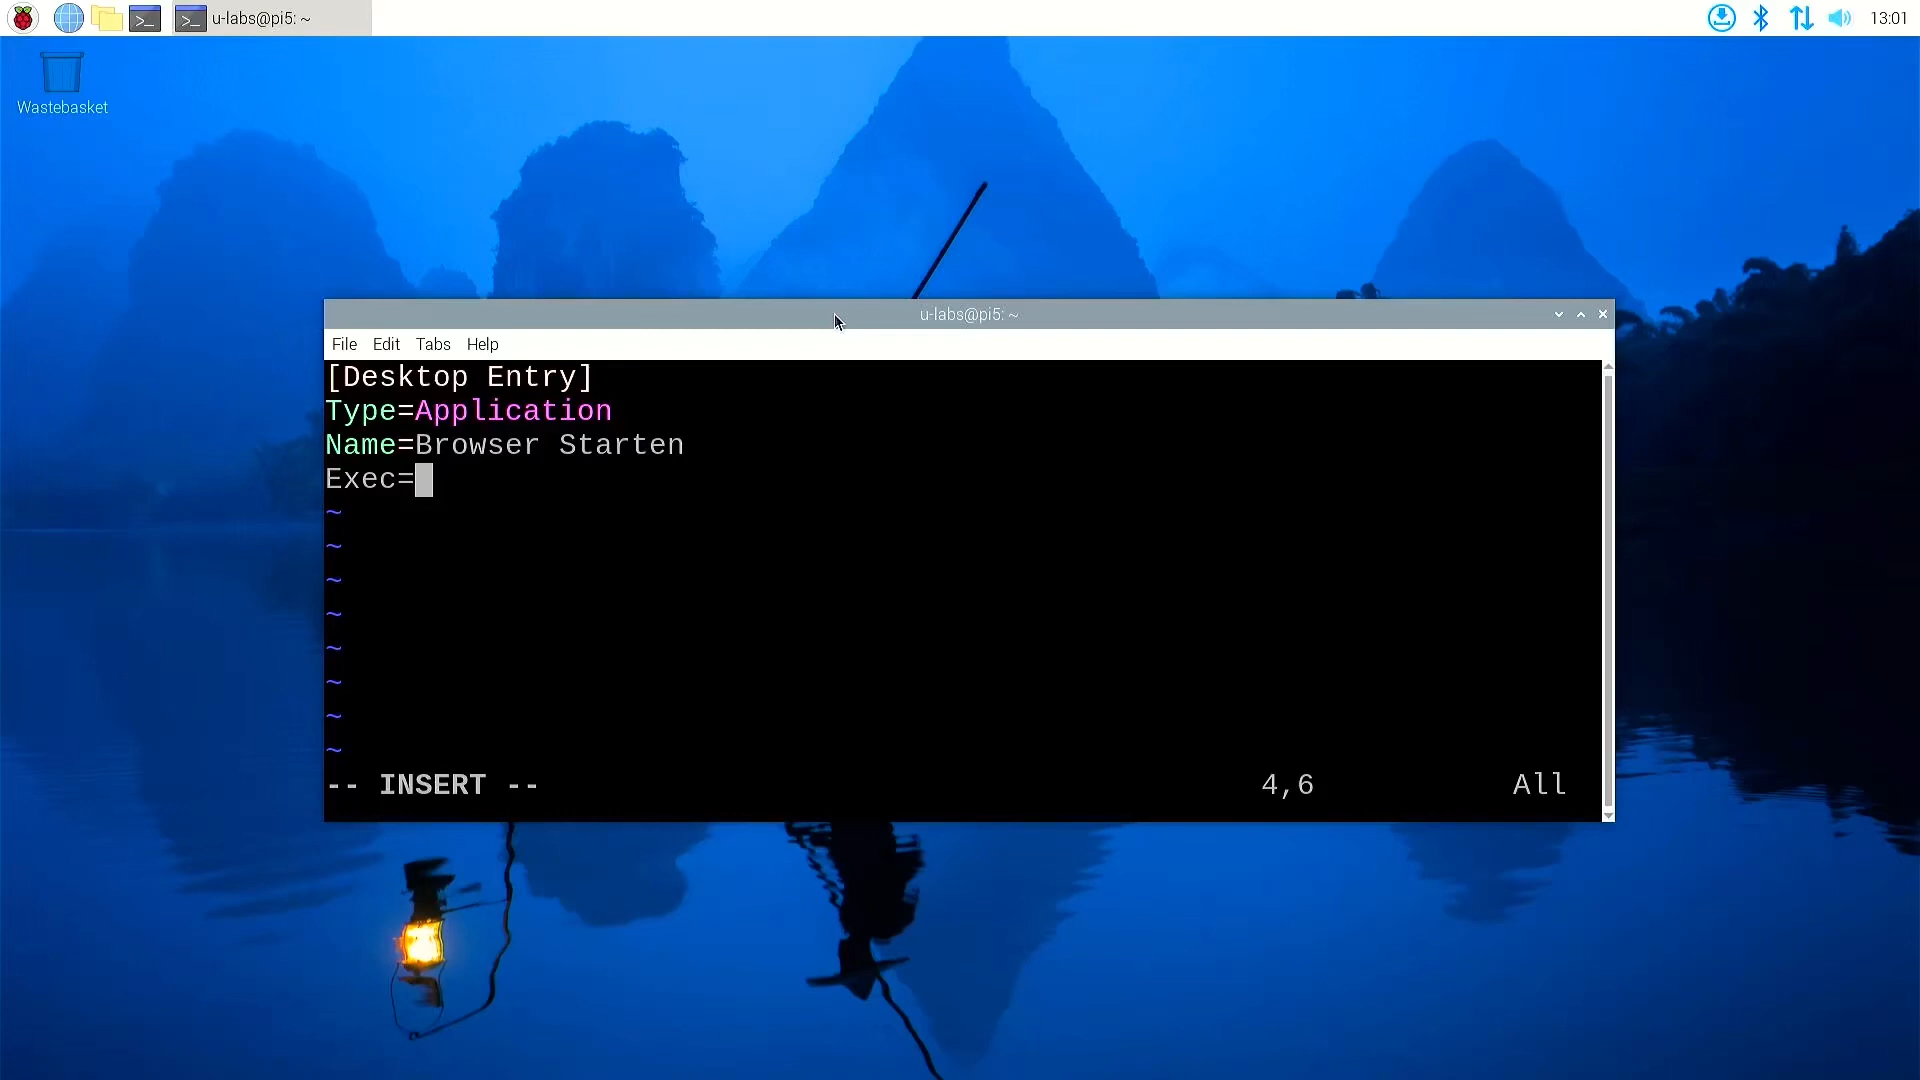 u-labs@pi5: ~
13:01
Wastebasket
u-labs@pi5: ~
File Edit Tabs Help
[Desktop Entry]
Type=Application
Name=Browser Starten
Exec=
~
~
~
~
~
~
~
~
-- INSERT -- 4,6 All